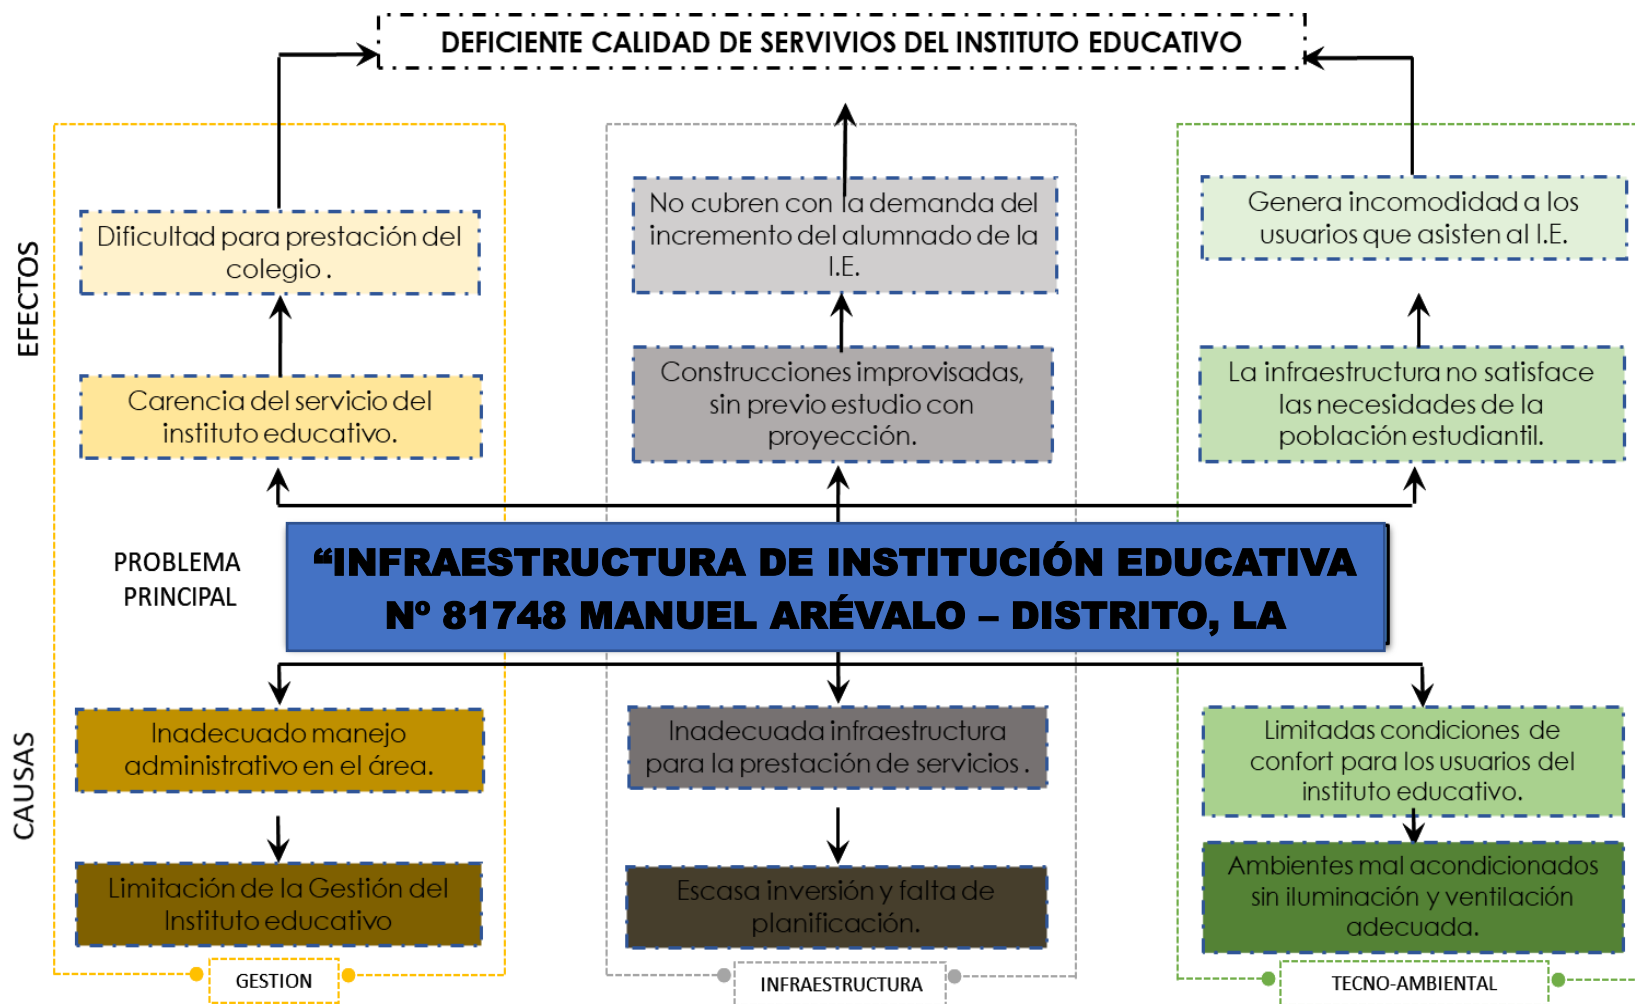 DEFICIENTE CALIDAD DE SERVIVIOS DEL INSTITUTO EDUCATIVO
EFECTOS
Dificultad para prestación del
colegio .
No cubren con la demanda del
incremento del alumnado de la
I.E.
Genera incomodidad a los
usuarios que asisten al I.E.
Carencia del servicio del
instituto educativo.
Construcciones improvisadas,
sin previo estudio con
proyección.
La infraestructura no satisface
las necesidades de la
población estudiantil.
PROBLEMA
PRINCIPAL
“INFRAESTRUCTURA DE INSTITUCIÓN EDUCATIVA
Nº 81748 MANUEL ARÉVALO – DISTRITO, LA
CAUSAS
Inadecuado manejo
administrativo en el área.
Inadecuada infraestructura
para la prestación de servicios .
Limitadas condiciones de
confort para los usuarios del
instituto educativo.
Limitación de la Gestión del
Instituto educativo
Escasa inversión y falta de
planificación.
Ambientes mal acondicionados
sin iluminación y ventilación
adecuada.
GESTION
INFRAESTRUCTURA
TECNO-AMBIENTAL